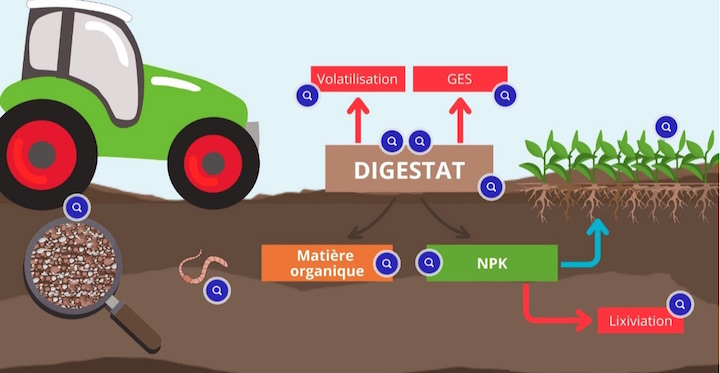 Volatilisation
GES
DIGESTAT
Matière
organique
NPK
Lixiviation